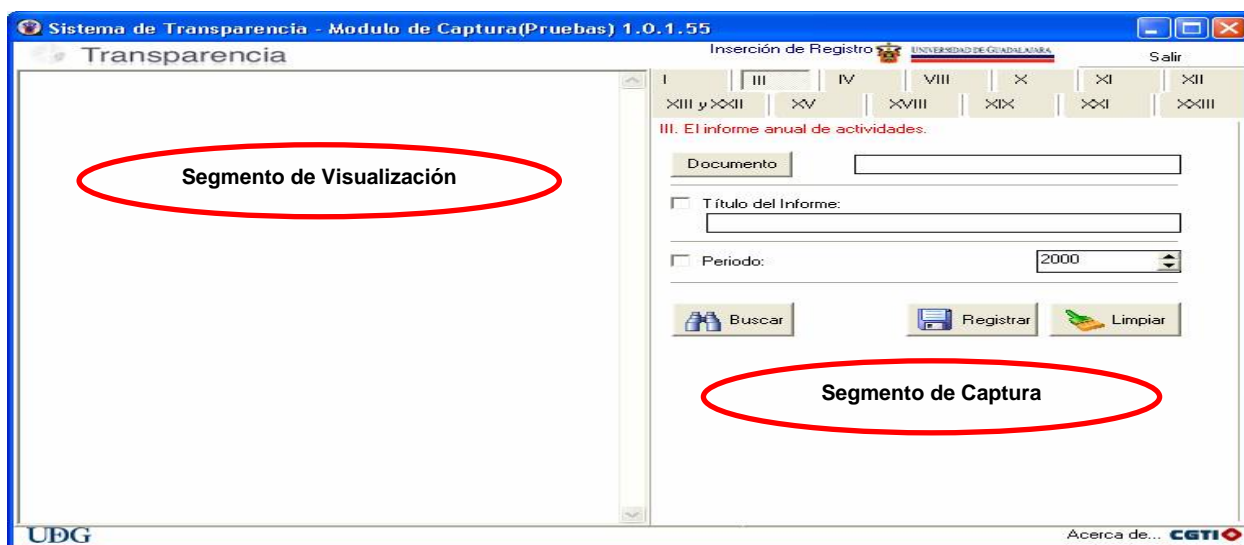 Sistema de Transparencia - Modulo de Captura(Pruebas) 1.0.1.55
Transparencia
Inserción de Registro
UNIVERSIDAD DE GUADALAJARA
Salir
I III IV VIII X XI XII
XIII y XXII XV XVIII XIX XXI XXIII
III. El informe anual de actividades.
Documento
Segmento de Visualización
Título del Informe:
Periodo: 2000
Buscar Registrar Limpiar
Segmento de Captura
UDG
Acerca de... CGTI